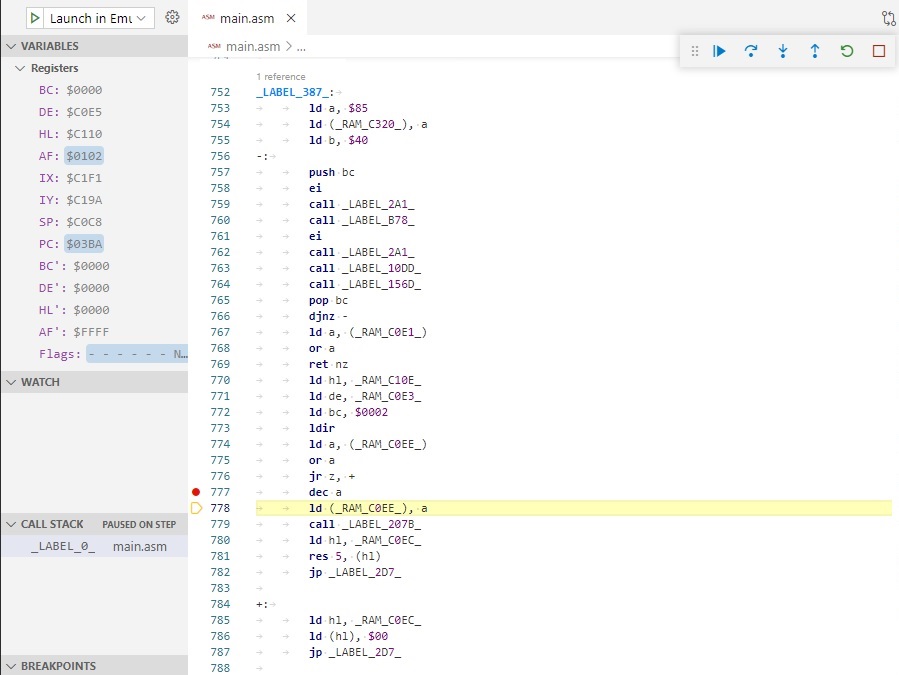 Launch in Emu
ASM main.asm
ASM main.asm > ...
VARIABLES
Registers
BC: $0000
DE: $C0E5
HL: $C110
AF: $0102
IX: $C1F1
IY: $C19A
SP: $C0C8
PC: $03BA
BC': $0000
DE': $0000
HL': $0000
AF': $FFFF
Flags: - - - - - - N…
WATCH
CALL STACK PAUSED ON STEP
_LABEL_0_ main.asm
BREAKPOINTS
1 reference
752 _LABEL_387_:
753 ld a, $85
754 ld (_RAM_C320_), a
755 ld b, $40
756 -:
757 push bc
758 ei
759 call _LABEL_2A1_
760 call _LABEL_B78_
761 ei
762 call _LABEL_2A1_
763 call _LABEL_10DD_
764 call _LABEL_156D_
765 pop bc
766 djnz -
767 ld a, (_RAM_C0E1_)
768 or a
769 ret nz
770 ld hl, _RAM_C10E_
771 ld de, _RAM_C0E3_
772 ld bc, $0002
773 ldir
774 ld a, (_RAM_C0EE_)
775 or a
776 jr z, +
777 dec a
778 ld (_RAM_C0EE_), a
779 call _LABEL_207B_
780 ld hl, _RAM_C0EC_
781 res 5, (hl)
782 jp _LABEL_2D7_
783
784 +:
785 ld hl, _RAM_C0EC_
786 ld (hl), $00
787 jp _LABEL_2D7_
788